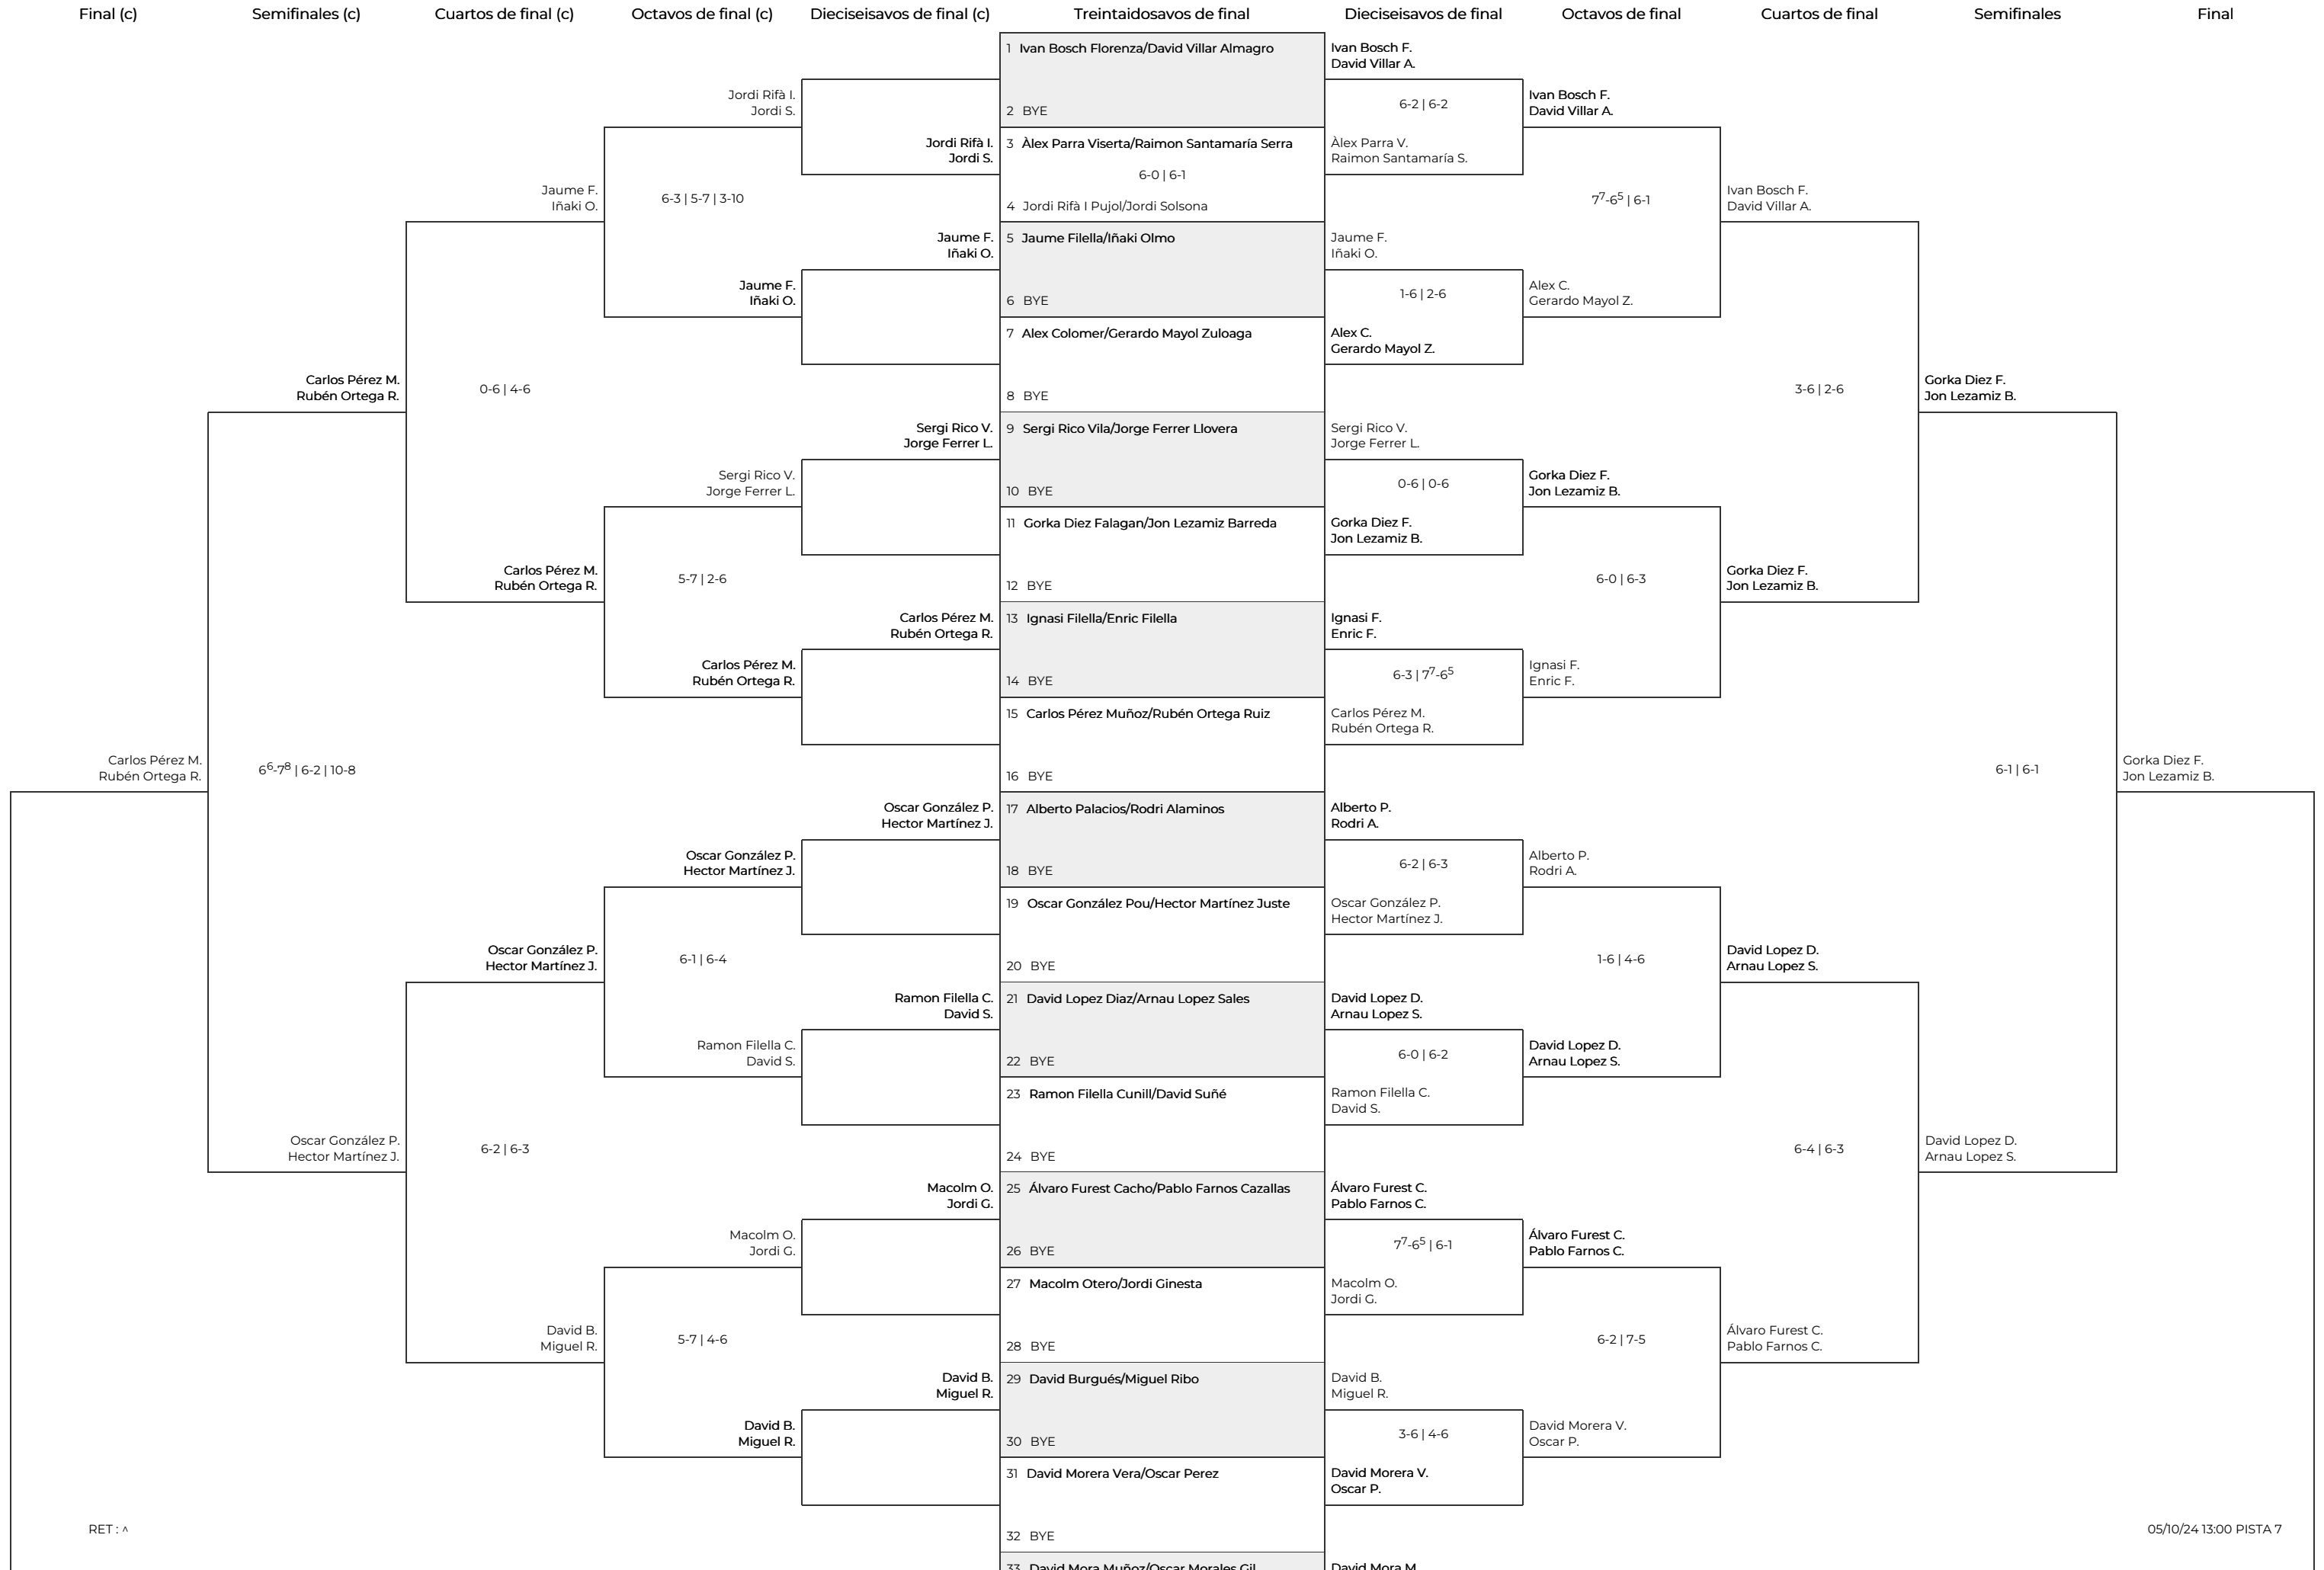 Final (c)
Semifinales (c)
Cuartos de final (c)
Octavos de final (c)
Dieciseisavos de final (c)
Treintaidosavos de final
Dieciseisavos de final
Octavos de final
Cuartos de final
Semifinales
Final
Carlos Pérez M.
Rubén Ortega R.
RET : ^
Carlos Pérez M.
Rubén Ortega R.
6⁶-7⁸ | 6-2 | 10-8
Oscar González P.
Hector Martínez J.
Jaume F.
Iñaki O.
0-6 | 4-6
Carlos Pérez M.
Rubén Ortega R.
Oscar González P.
Hector Martínez J.
6-2 | 6-3
David B.
Miguel R.
Jordi Rifà I.
Jordi S.
6-3 | 5-7 | 3-10
Jaume F.
Iñaki O.
Sergi Rico V.
Jorge Ferrer L.
5-7 | 2-6
Carlos Pérez M.
Rubén Ortega R.
Oscar González P.
Hector Martínez J.
6-1 | 6-4
Ramon Filella C.
David S.
Macolm O.
Jordi G.
5-7 | 4-6
David B.
Miguel R.
Jordi Rifà I.
Jordi S.
Jaume F.
Iñaki O.
Sergi Rico V.
Jorge Ferrer L.
Carlos Pérez M.
Rubén Ortega R.
Oscar González P.
Hector Martínez J.
Ramon Filella C.
David S.
Macolm O.
Jordi G.
David B.
Miguel R.
1 Ivan Bosch Florenza/David Villar Almagro
2 BYE
3 Àlex Parra Viserta/Raimon Santamaría Serra
6-0 | 6-1
4 Jordi Rifà I Pujol/Jordi Solsona
5 Jaume Filella/Iñaki Olmo
6 BYE
7 Alex Colomer/Gerardo Mayol Zuloaga
8 BYE
9 Sergi Rico Vila/Jorge Ferrer Llovera
10 BYE
11 Gorka Diez Falagan/Jon Lezamiz Barreda
12 BYE
13 Ignasi Filella/Enric Filella
14 BYE
15 Carlos Pérez Muñoz/Rubén Ortega Ruiz
16 BYE
17 Alberto Palacios/Rodri Alaminos
18 BYE
19 Oscar González Pou/Hector Martínez Juste
20 BYE
21 David Lopez Diaz/Arnau Lopez Sales
22 BYE
23 Ramon Filella Cunill/David Suñé
24 BYE
25 Álvaro Furest Cacho/Pablo Farnos Cazallas
26 BYE
27 Macolm Otero/Jordi Ginesta
28 BYE
29 David Burgués/Miguel Ribo
30 BYE
31 David Morera Vera/Oscar Perez
32 BYE
33 David Mora Muñoz/Oscar Morales Gil
Ivan Bosch F.
David Villar A.
6-2 | 6-2
Àlex Parra V.
Raimon Santamaría S.
Jaume F.
Iñaki O.
1-6 | 2-6
Alex C.
Gerardo Mayol Z.
Sergi Rico V.
Jorge Ferrer L.
0-6 | 0-6
Gorka Diez F.
Jon Lezamiz B.
Ignasi F.
Enric F.
6-3 | 7⁷-6⁵
Carlos Pérez M.
Rubén Ortega R.
Alberto P.
Rodri A.
6-2 | 6-3
Oscar González P.
Hector Martínez J.
David Lopez D.
Arnau Lopez S.
6-0 | 6-2
Ramon Filella C.
David S.
Álvaro Furest C.
Pablo Farnos C.
7⁷-6⁵ | 6-1
Macolm O.
Jordi G.
David B.
Miguel R.
3-6 | 4-6
David Morera V.
Oscar P.
David Mora M.
Ivan Bosch F.
David Villar A.
7⁷-6⁵ | 6-1
Alex C.
Gerardo Mayol Z.
Gorka Diez F.
Jon Lezamiz B.
6-0 | 6-3
Ignasi F.
Enric F.
Alberto P.
Rodri A.
1-6 | 4-6
David Lopez D.
Arnau Lopez S.
Álvaro Furest C.
Pablo Farnos C.
6-2 | 7-5
David Morera V.
Oscar P.
Ivan Bosch F.
David Villar A.
3-6 | 2-6
Gorka Diez F.
Jon Lezamiz B.
David Lopez D.
Arnau Lopez S.
6-4 | 6-3
Álvaro Furest C.
Pablo Farnos C.
Gorka Diez F.
Jon Lezamiz B.
6-1 | 6-1
David Lopez D.
Arnau Lopez S.
Gorka Diez F.
Jon Lezamiz B.
05/10/24 13:00 PISTA 7